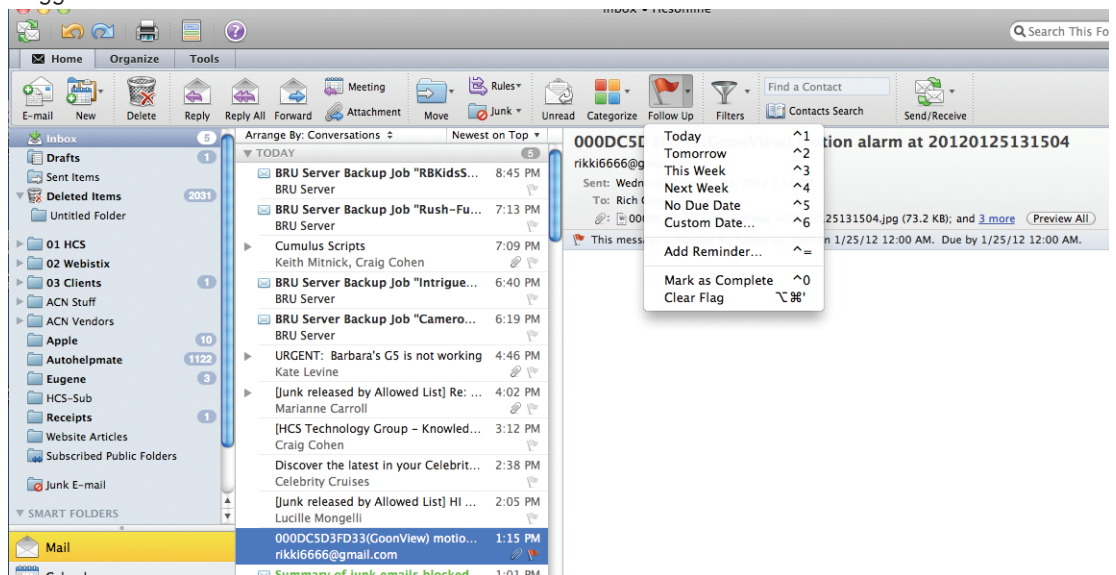 Search This Fo
Home Organize Tools
E-mail New Delete Reply Reply All Forward Meeting Attachment Move Rules Junk Unread Categorize Follow Up Filters Find a Contact Contacts Search Send/Receive
Inbox 5
Drafts 1
Sent Items
Deleted Items 2031
Untitled Folder
01 HCS
02 Webistix
03 Clients 1
ACN Stuff
ACN Vendors
Apple 10
Autohelpmate 1122
Eugene 3
HCS-Sub
Receipts 1
Website Articles
Subscribed Public Folders
Junk E-mail
SMART FOLDERS
Mail
Arrange By: Conversations Newest on Top
TODAY 5
BRU Server Backup Job "RBKidsS... 8:45 PM
BRU Server
BRU Server Backup Job "Rush-Fu... 7:13 PM
BRU Server
Cumulus Scripts 7:09 PM
Keith Mitnick, Craig Cohen
BRU Server Backup Job "Intrigue... 6:40 PM
BRU Server
BRU Server Backup Job "Camero... 6:19 PM
BRU Server
URGENT: Barbara's G5 is not working 4:46 PM
Kate Levine
[Junk released by Allowed List] Re: ... 4:02 PM
Marianne Carroll
[HCS Technology Group – Knowled... 3:12 PM
Craig Cohen
Discover the latest in your Celebrit... 2:38 PM
Celebrity Cruises
[Junk released by Allowed List] HI ... 2:05 PM
Lucille Mongelli
000DC5D3FD33(GoonView) motio... 1:15 PM
rikki6666@gmail.com
Summary of junk emails blocked 1:01 PM
000DC5D tion alarm at 20120125131504
rikki6666@g
Sent: Wedn
To: Rich
000 25131504.jpg (73.2 KB); and 3 more Preview All
This messa n 1/25/12 12:00 AM. Due by 1/25/12 12:00 AM.
Today ^1
Tomorrow ^2
This Week ^3
Next Week ^4
No Due Date ^5
Custom Date... ^6
Add Reminder... ^=
Mark as Complete ^0
Clear Flag ⌥⌘'